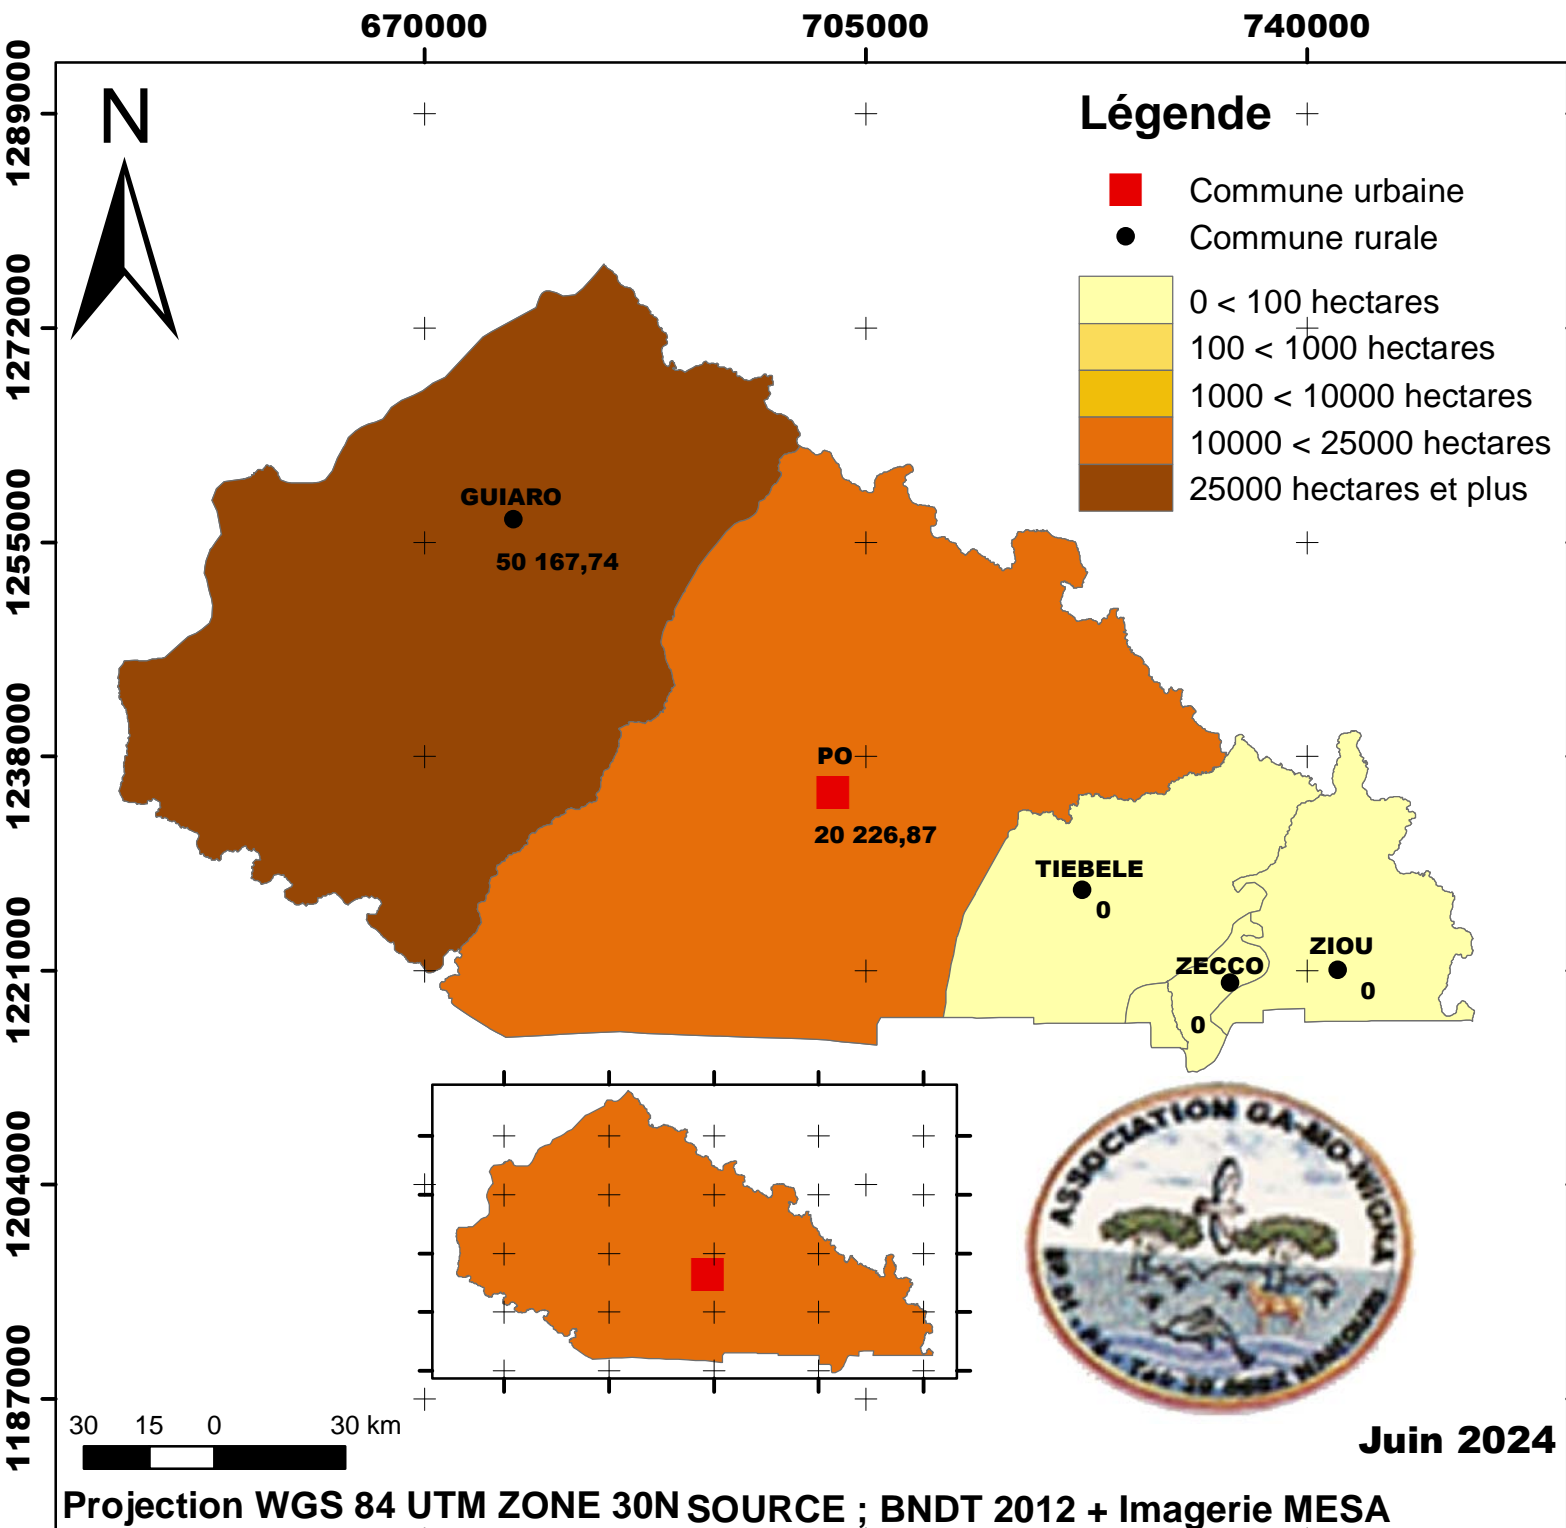 670000 705000 740000
1289000
1272000
1255000
1238000
1221000
1204000
1187000
N
Légende
Commune urbaine
Commune rurale
0 < 100 hectares
100 < 1000 hectares
1000 < 10000 hectares
10000 < 25000 hectares
25000 hectares et plus
GUIARO
50 167,74
PO
20 226,87
TIEBELE
0
ZECCO
0
ZIOU
0
ASSOCIATION GA-MO-WIGNA
NAHOURI
30 15 0 30 km
Juin 2024
Projection WGS 84 UTM ZONE 30N SOURCE ; BNDT 2012 + Imagerie MESA